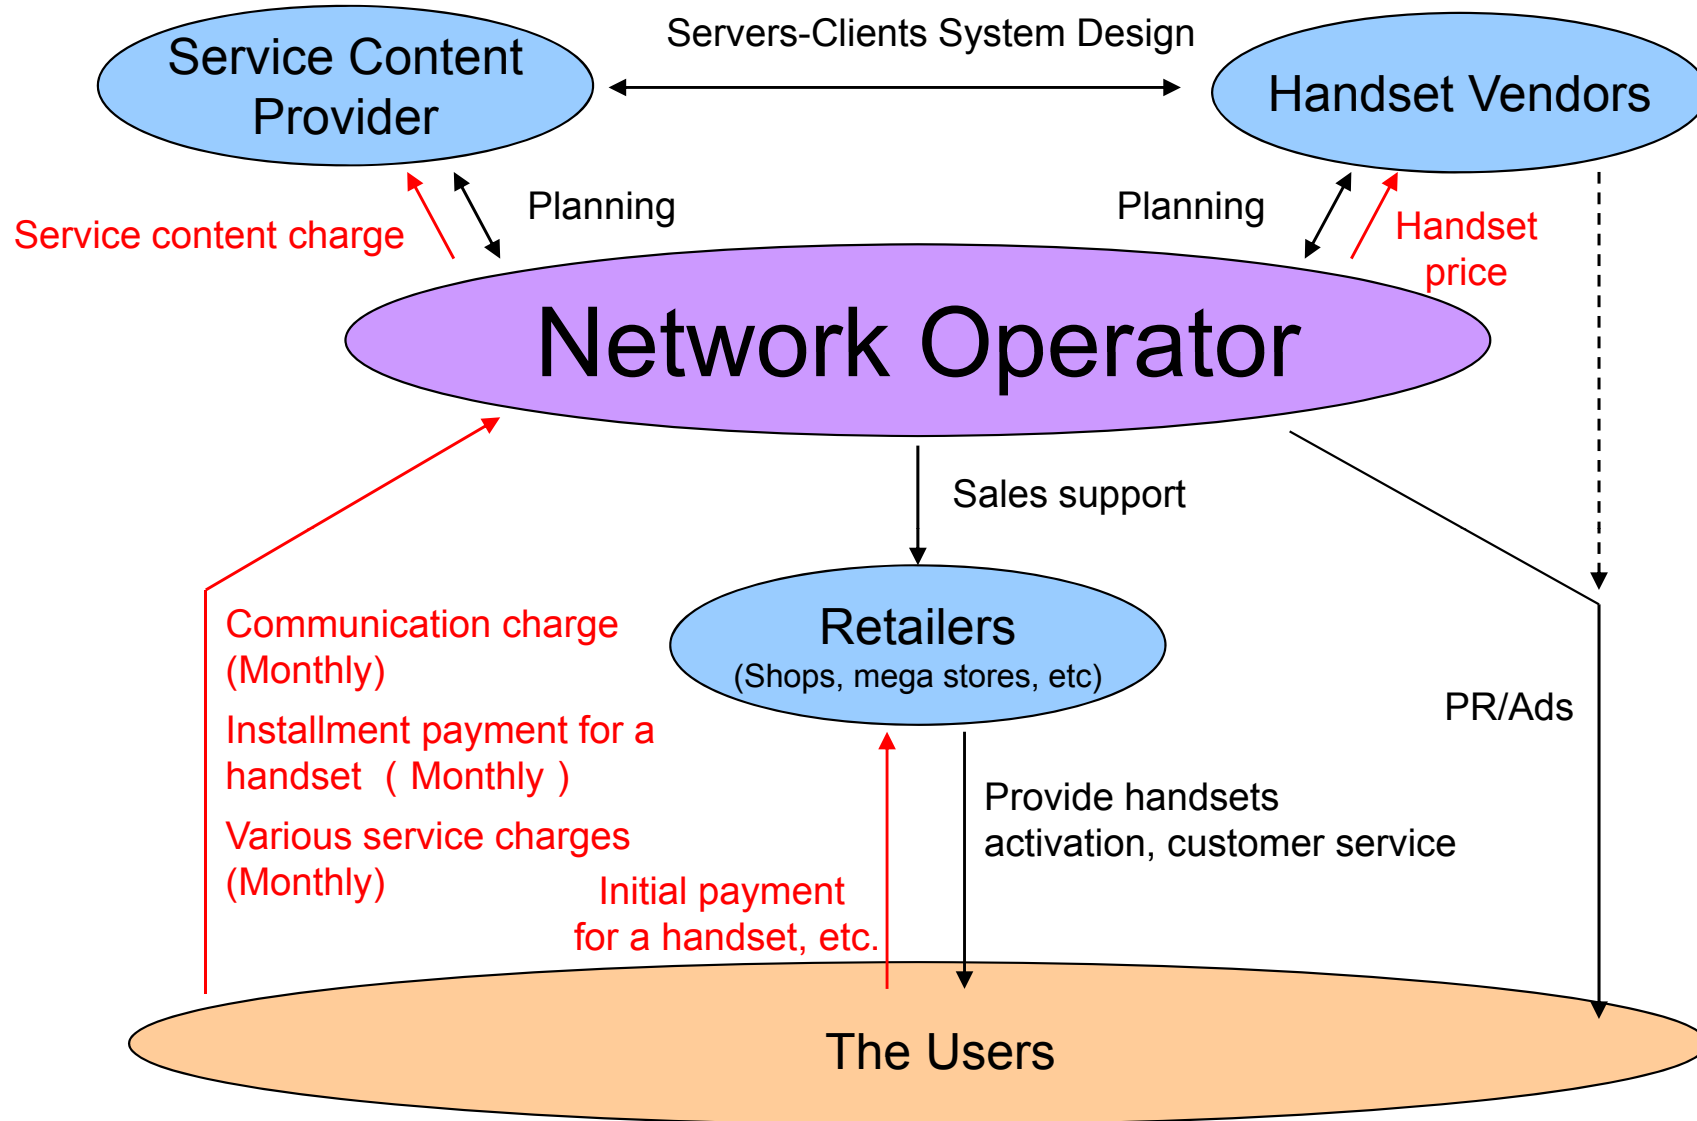 Servers-Clients System Design
Service Content
Provider
Handset Vendors
Planning
Planning
Service content charge
Handset
price
Network Operator
Sales support
Communication charge
(Monthly)
Installment payment for a
handset ( Monthly )
Various service charges
(Monthly)
Retailers
(Shops, mega stores, etc)
PR/Ads
Provide handsets
activation, customer service
Initial payment
for a handset, etc.
The Users